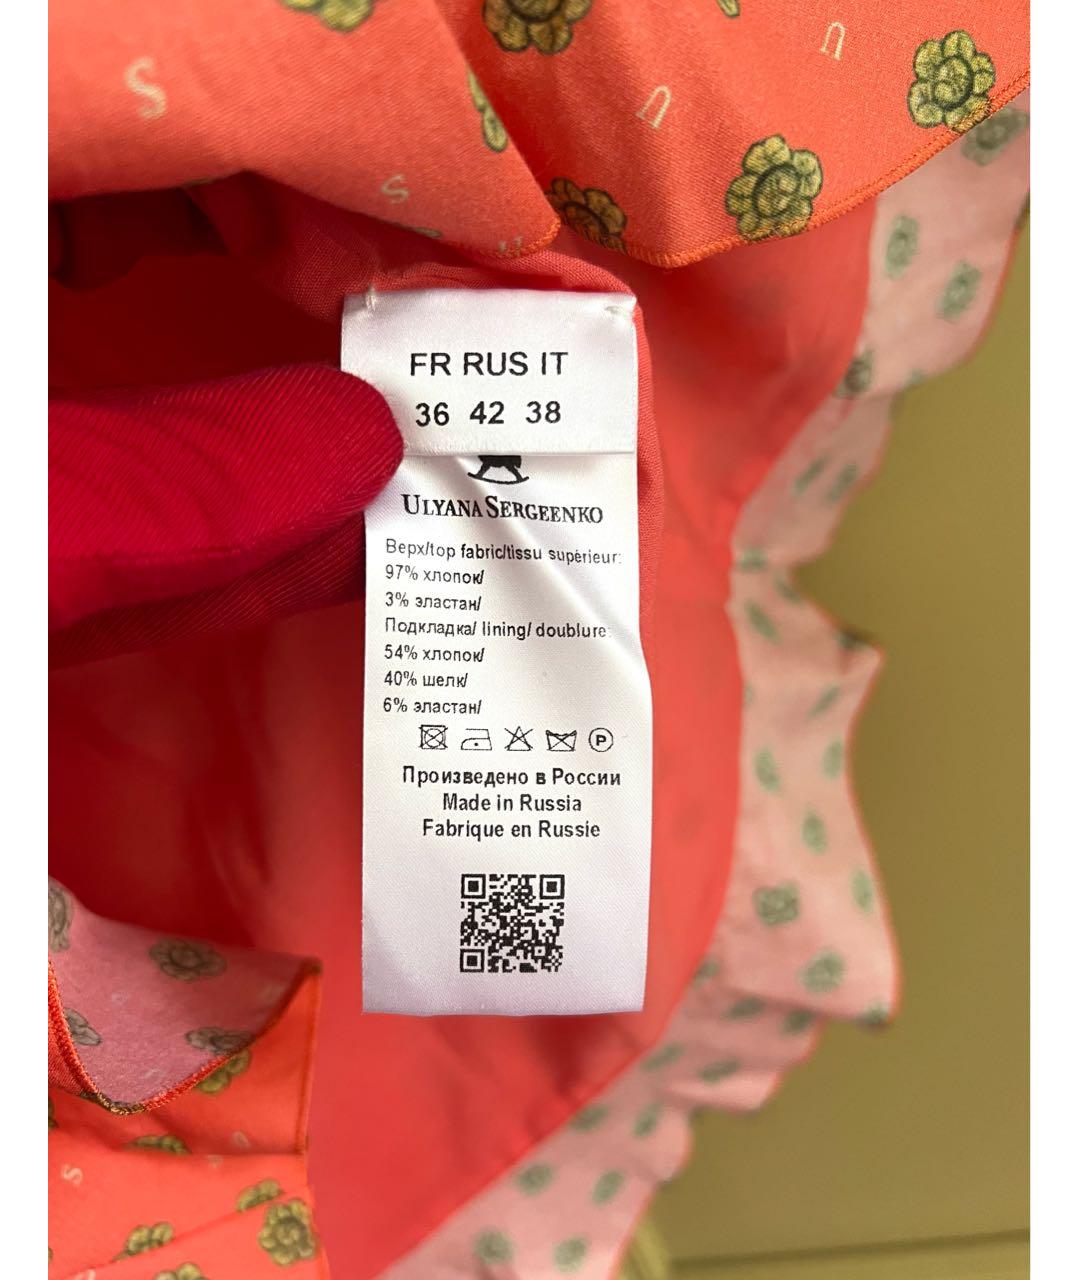 S
U
U
S
U
FR RUS IT
36 42 38
ULYANA SERGEENKO
Верх/top fabric/tissu supèrieur:
97% хлопок/
3% эластан/
Подкладка/ lining/ doublure:
54% хлопок/
40% шелк/
6% эластан/
P
Произведено в России
Made in Russia
Fabrique en Russie
S